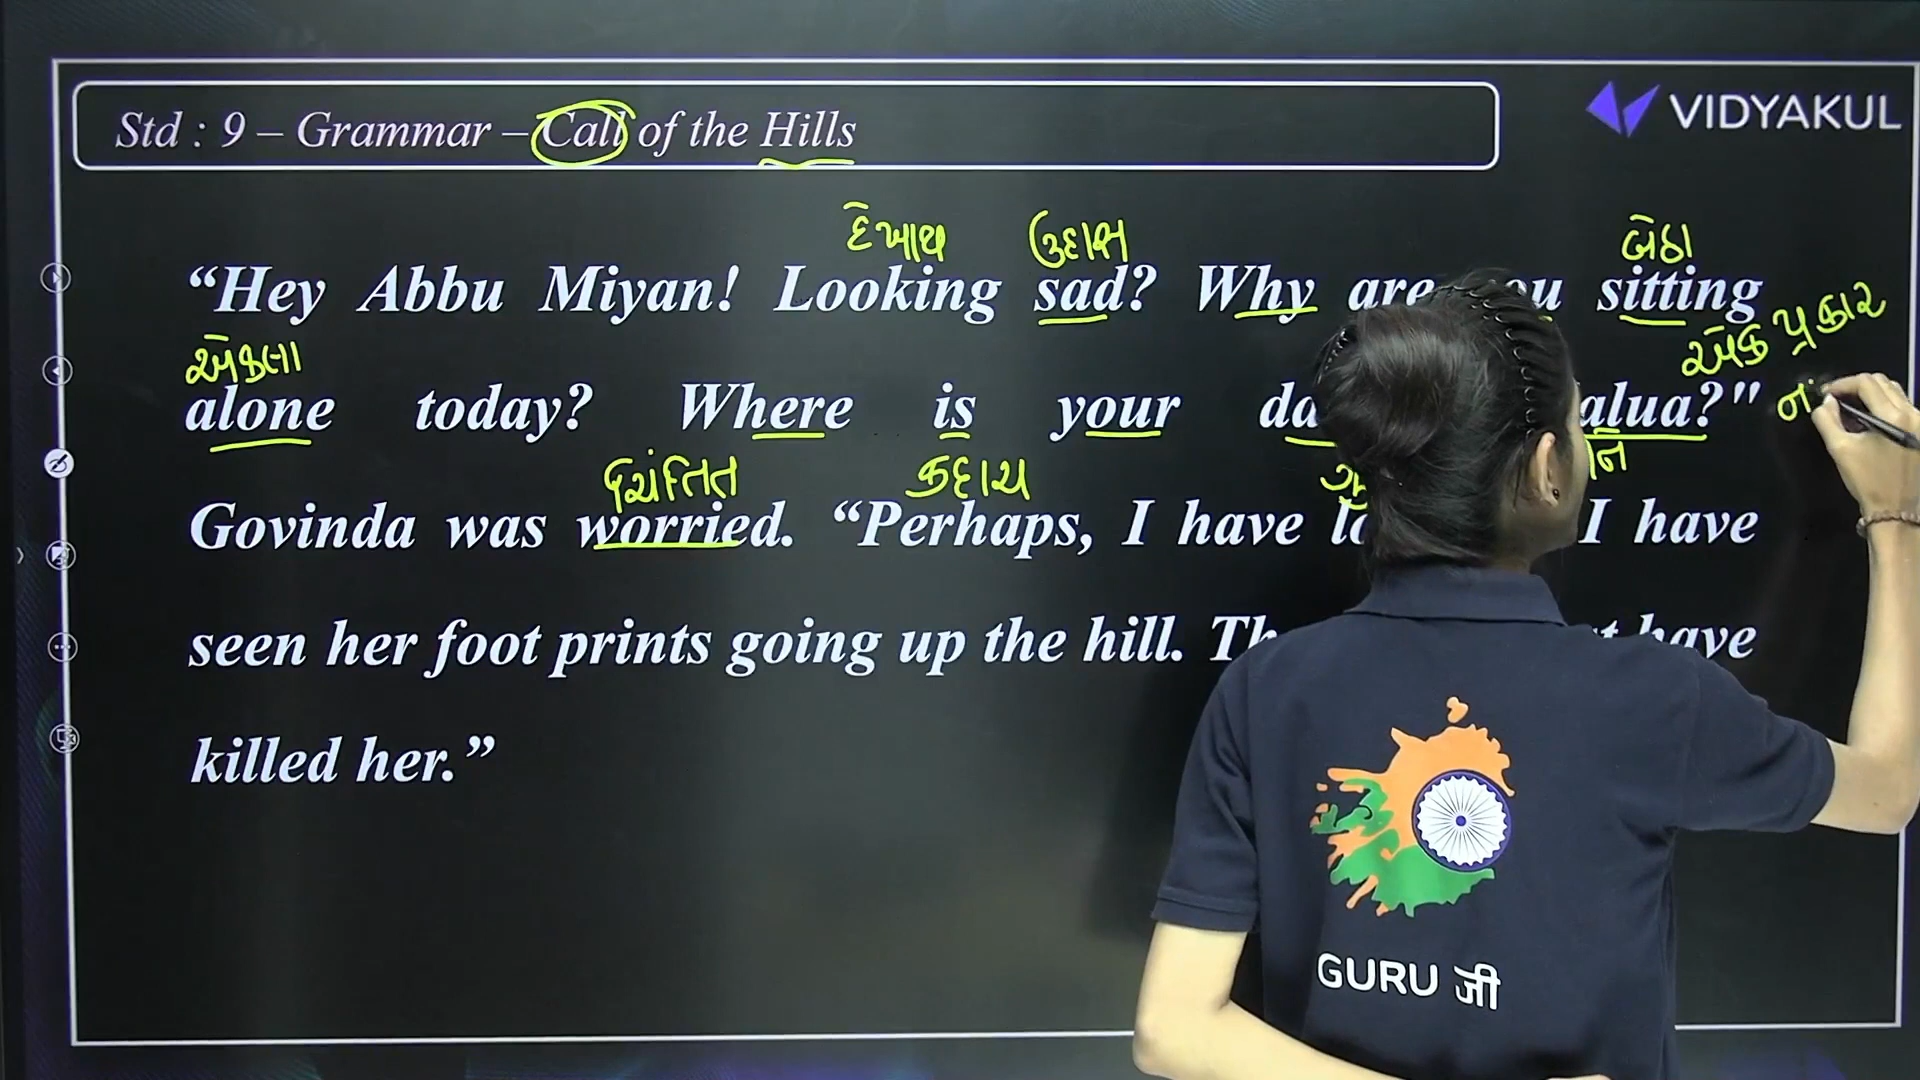 Std : 9 – Grammar – Call of the Hills
VIDYAKUL
દેખાય ઉદાસ બેઠા
“Hey Abbu Miyan! Looking sad? Why are you sitting
એકલા એક પ્રકાર
alone today? Where is your alua?"
ચિંતિત કદાચ
Govinda was worried. “Perhaps, I have I have
seen her foot prints going up the hill. have
killed her.”
GURU जी